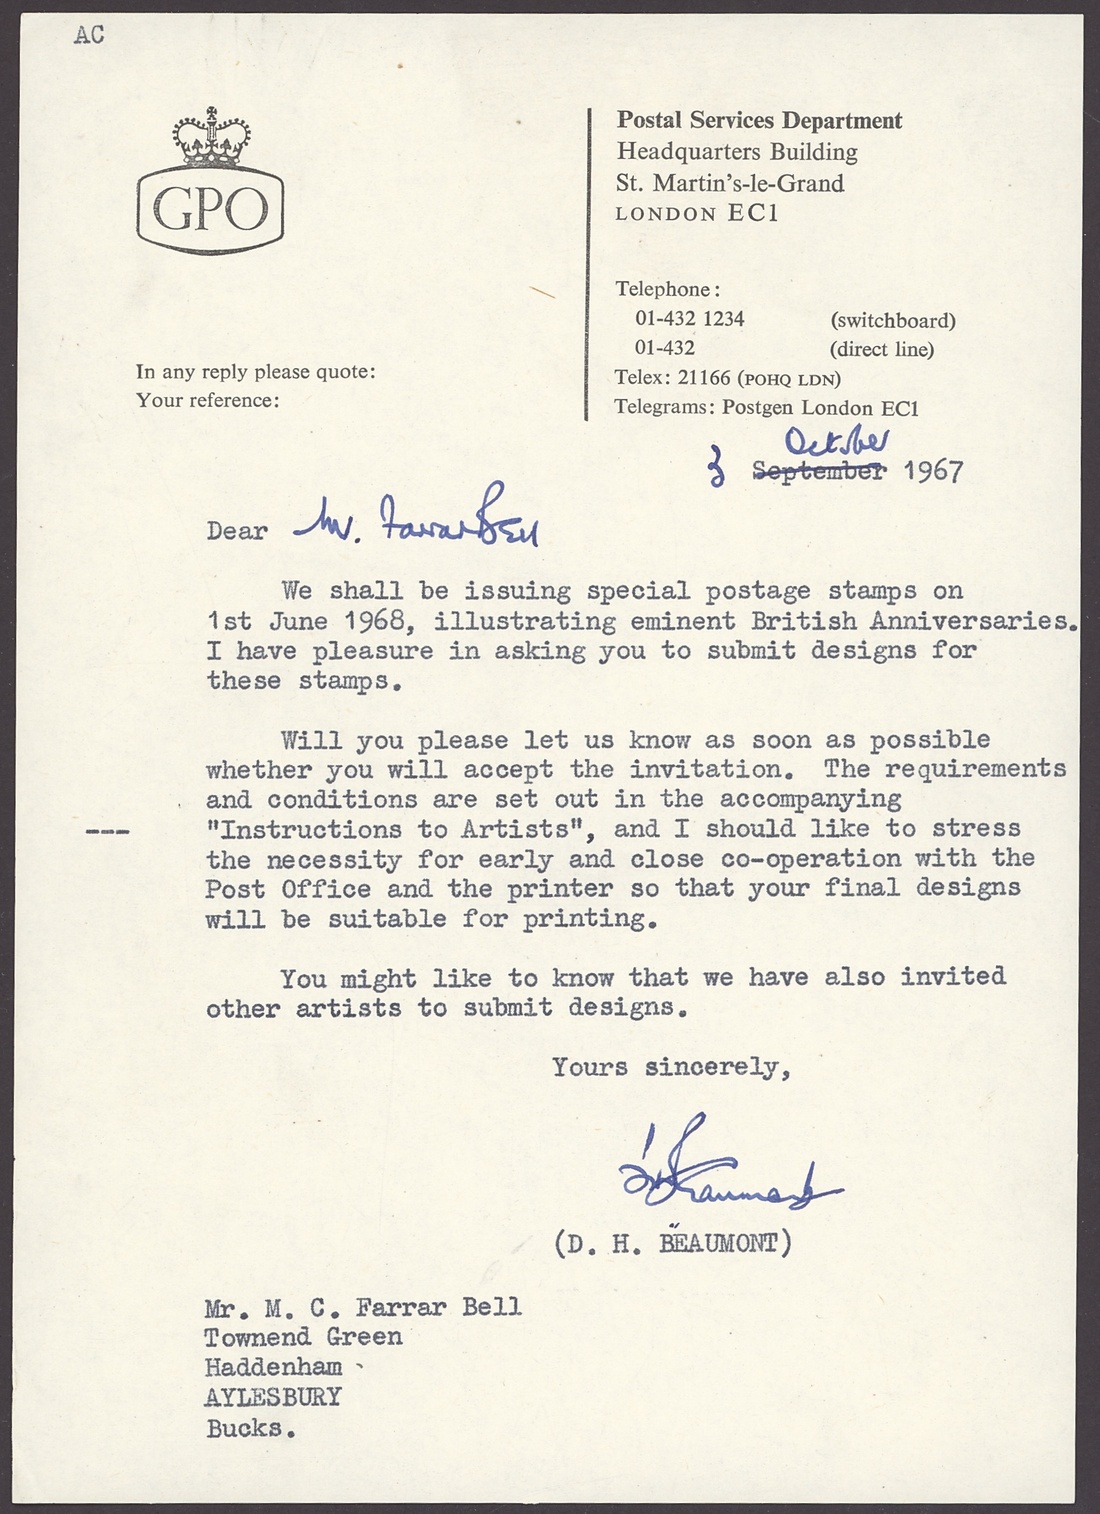 AC
GPO
Postal Services Department
Headquarters Building
St. Martin's-le-Grand
LONDON EC1
Telephone:
01-432 1234 (switchboard)
01-432 (direct line)
Telex: 21166 (POHQ LDN)
Telegrams: Postgen London EC1
In any reply please quote:
Your reference:
October
3 September 1967
Dear Mr. Farrar Bell
We shall be issuing special postage stamps on
1st June 1968, illustrating eminent British Anniversaries.
I have pleasure in asking you to submit designs for
these stamps.
Will you please let us know as soon as possible
whether you will accept the invitation. The requirements
and conditions are set out in the accompanying
--- "Instructions to Artists", and I should like to stress
the necessity for early and close co-operation with the
Post Office and the printer so that your final designs
will be suitable for printing.
You might like to know that we have also invited
other artists to submit designs.
Yours sincerely,
D H Beaumont
(D. H. BEAUMONT)
Mr. M. C. Farrar Bell
Townend Green
Haddenham
AYLESBURY
Bucks.